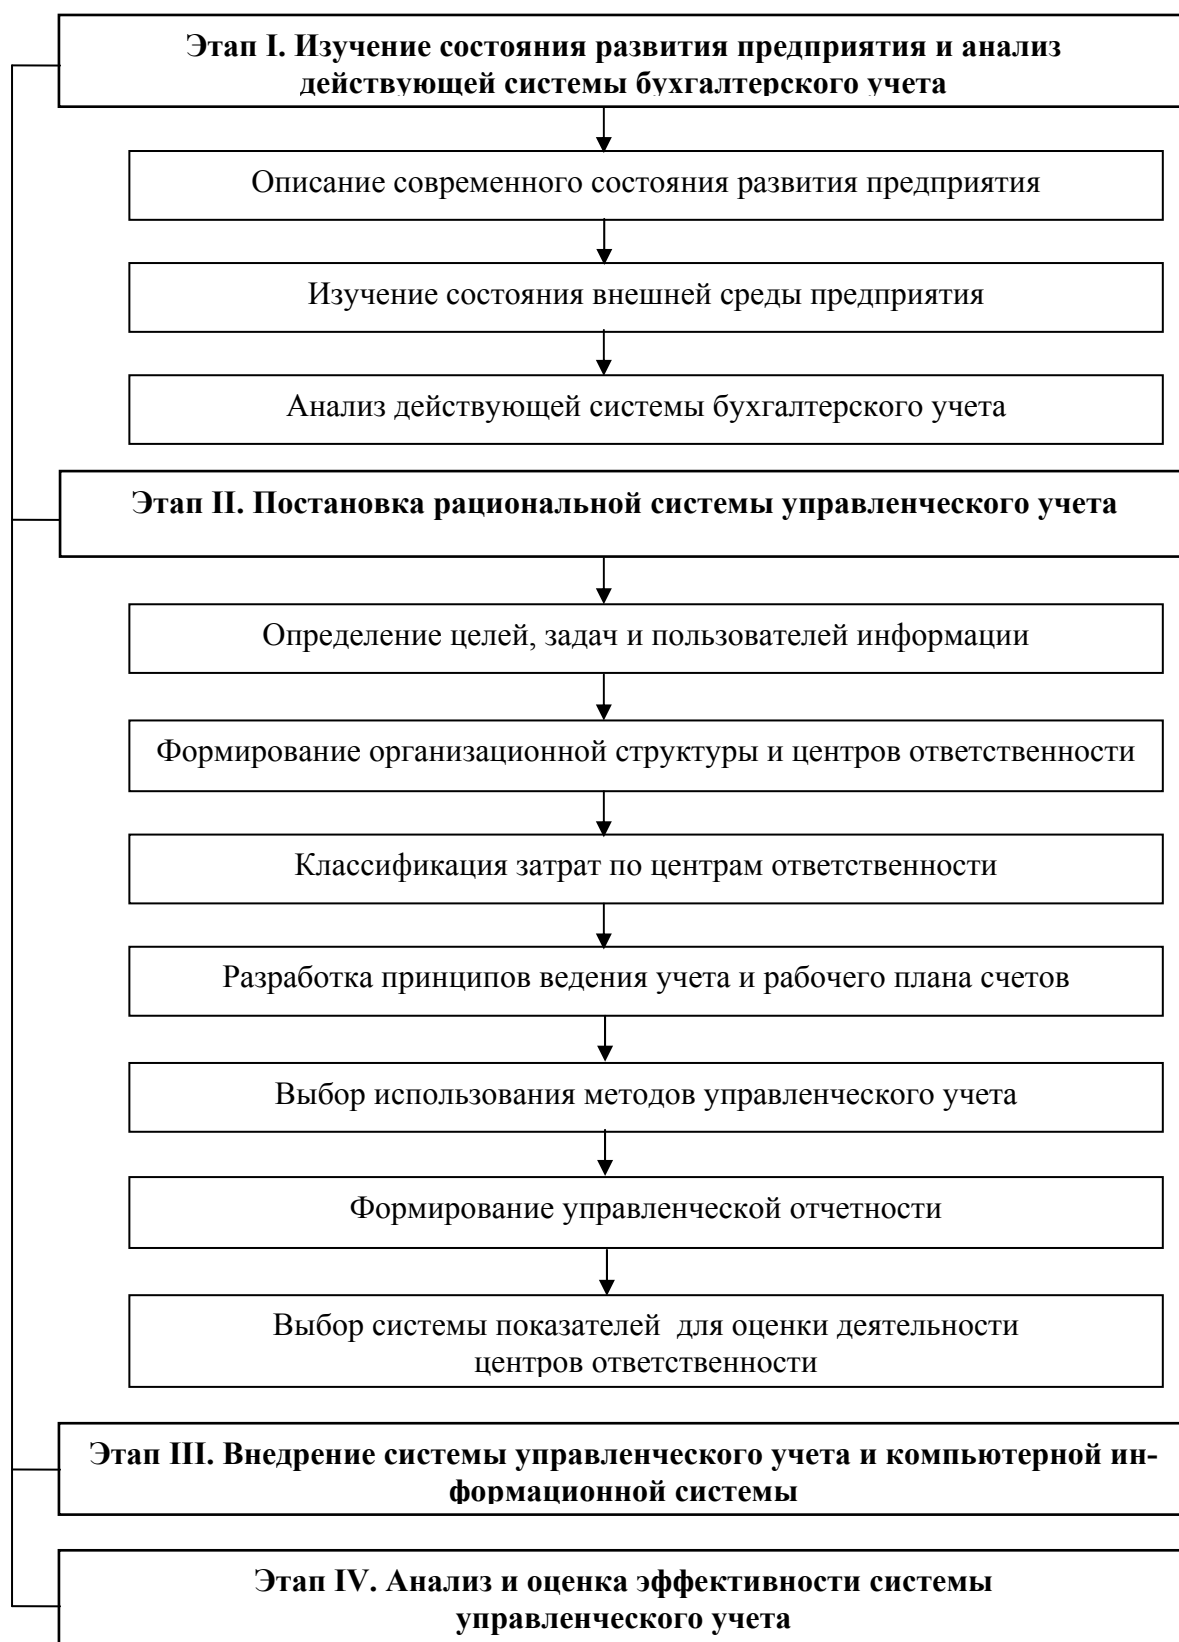 Этап I. Изучение состояния развития предприятия и анализ
действующей системы бухгалтерского учета
Описание современного состояния развития предприятия
Изучение состояния внешней среды предприятия
Анализ действующей системы бухгалтерского учета
Этап II. Постановка рациональной системы управленческого учета
Определение целей, задач и пользователей информации
Формирование организационной структуры и центров ответственности
Классификация затрат по центрам ответственности
Разработка принципов ведения учета и рабочего плана счетов
Выбор использования методов управленческого учета
Формирование управленческой отчетности
Выбор системы показателей  для оценки деятельности
центров ответственности
Этап III. Внедрение системы управленческого учета и компьютерной ин-
формационной системы
Этап IV. Анализ и оценка эффективности системы
управленческого учета